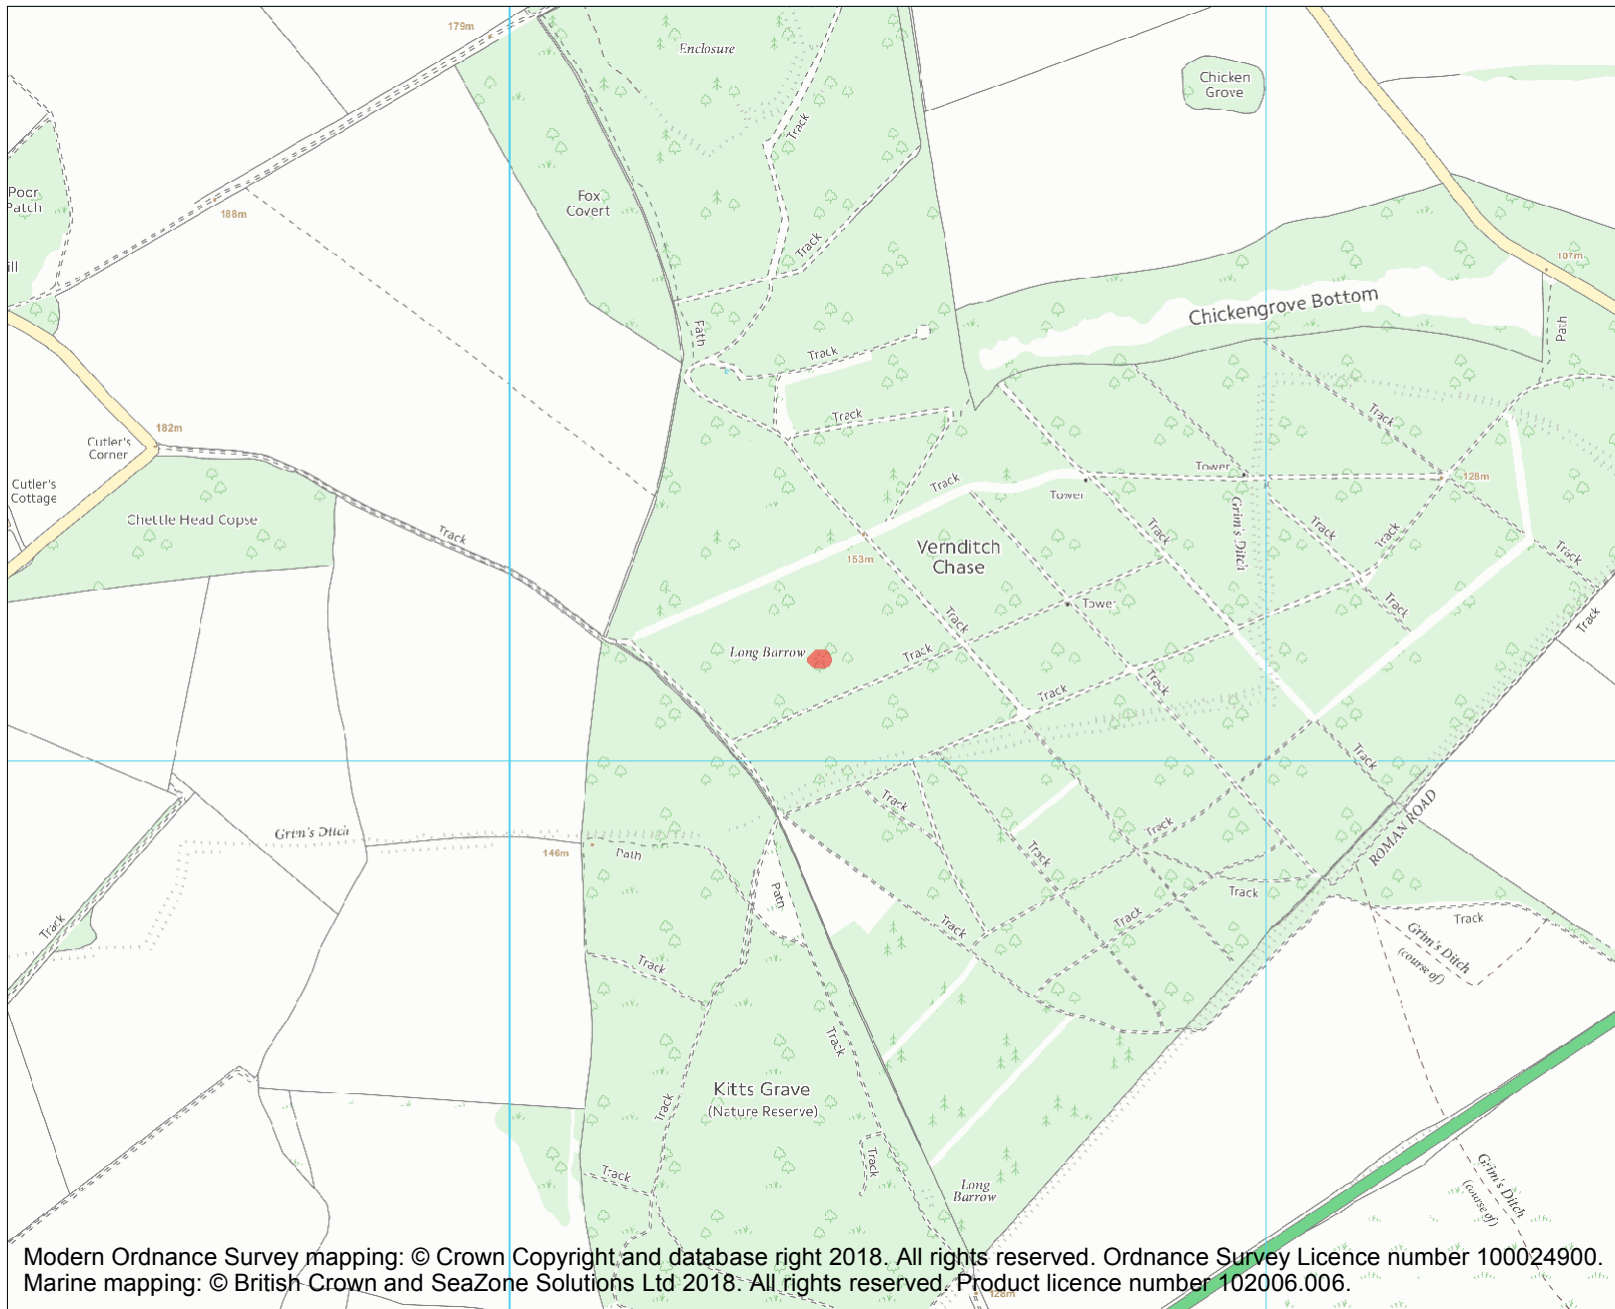 179m
Enclosure
Chicken
Grove
Track
Poor
Patch
Fox
Covert
188m
Track
107m
ill
Chickengrove Bottom
Path
Path
Track
Track
Track
182m
Cutler's
Corner
Tower
Track
128m
Cutler's
Cottage
Tower
Chettle Head Copse
Track
Grim's Ditch
Track
Track
Track
153m
Vernditch
Chase
Track
Tower
Track
Track
Track
Long Barrow
Track
Track
Track
Track
Track
ROMAN ROAD
Grim's Ditch
146m
Path
Track
Track
Path
Track
Track
Track
Track
Track
Track
Grim's Ditch
(course of)
Track
Track
Kitts Grave
(Nature Reserve)
Track
Track
Track
Long
Barrow
Grim's Ditch
(course of)
Modern Ordnance Survey mapping: © Crown Copyright and database right 2018. All rights reserved. Ordnance Survey Licence number 100024900.
Marine mapping: © British Crown and SeaZone Solutions Ltd 2018. All rights reserved. Product licence number 102006.006.
128m